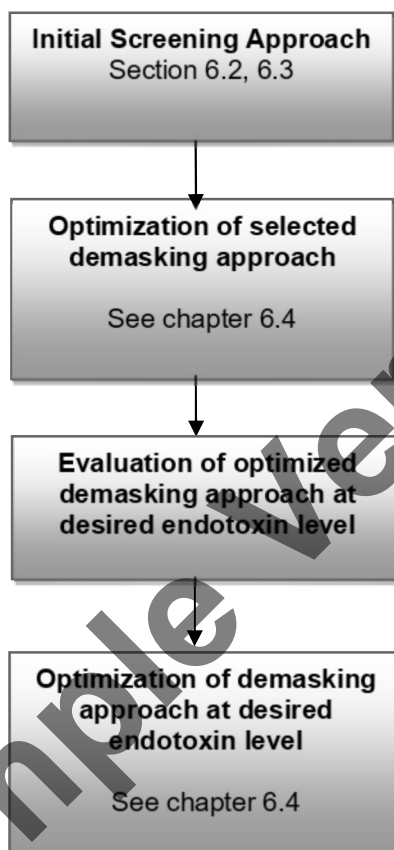 Initial Screening Approach
Section 6.2, 6.3
Optimization of selected
demasking approach
See chapter 6.4
Evaluation of optimized
demasking approach at
desired endotoxin level
Optimization of demasking
approach at desired
endotoxin level
See chapter 6.4